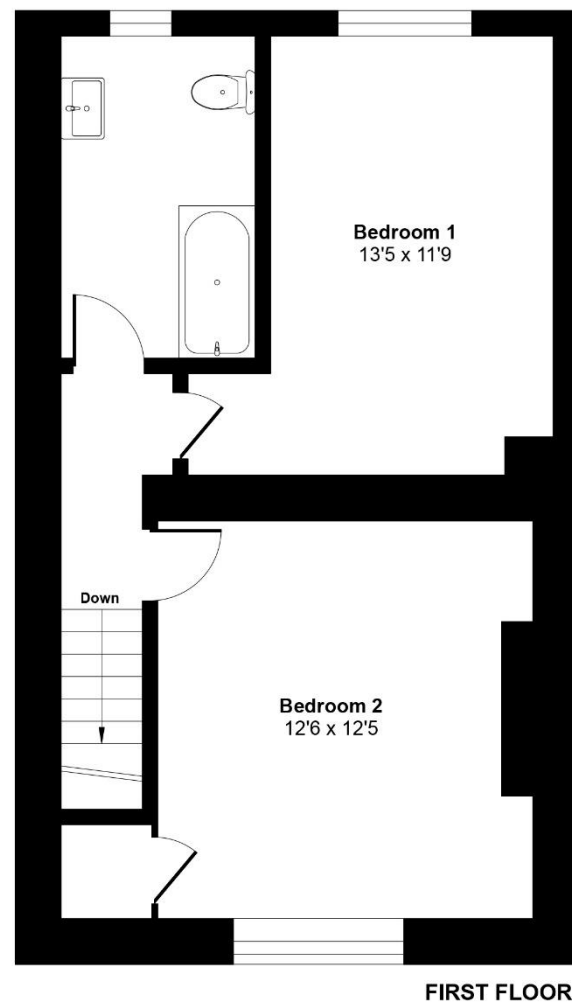 Bedroom 1
13'5 x 11'9
Down
Bedroom 2
12'6 x 12'5
FIRST FLOOR